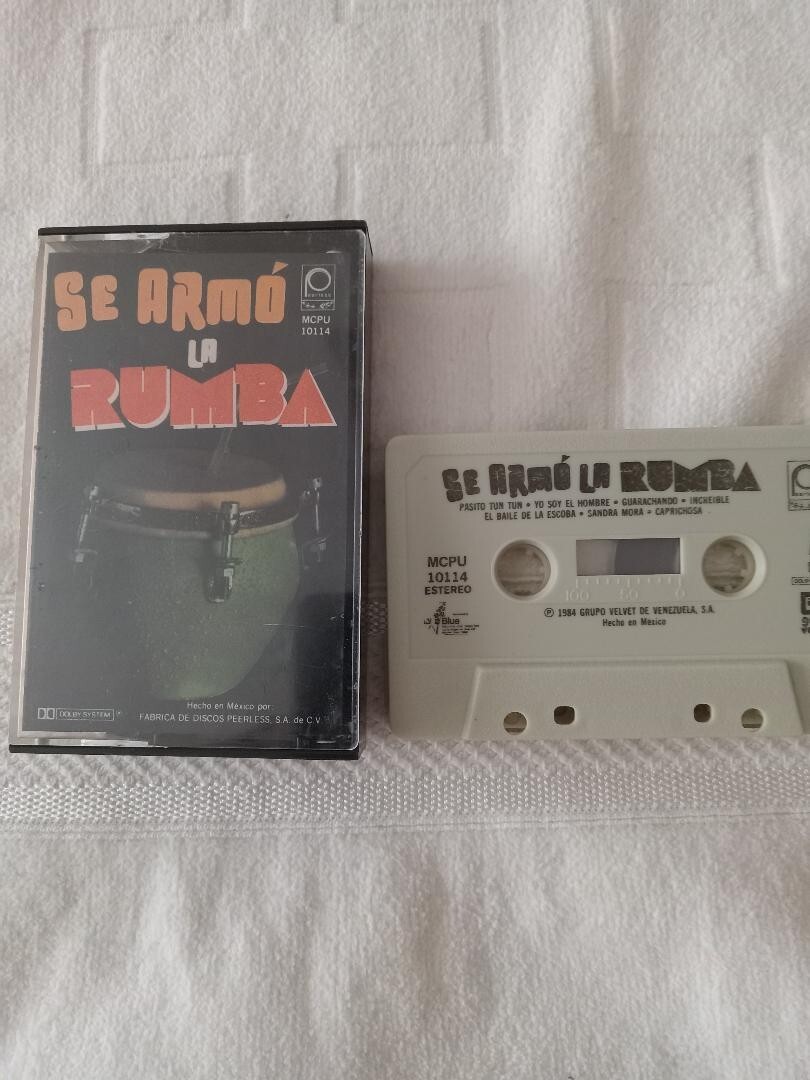 SE ARMÓ
LA
RUMBA
Peerless
MCPU
10114
DOLBY SYSTEM
Hecho en México por:
FABRICA DE DISCOS PEERLESS, S.A. de C.V.
SE ARMÓ LA RUMBA
PASITO TUN TUN • YO SOY EL HOMBRE • GUARACHANDO • INCREIBLE
EL BAILE DE LA ESCOBA • SANDRA MORA • CAPRICHOSA
MCPU
10114
ESTEREO
100 50 0
Blue
℗ 1984 GRUPO VELVET DE VENEZUELA, S.A.
Hecho en México